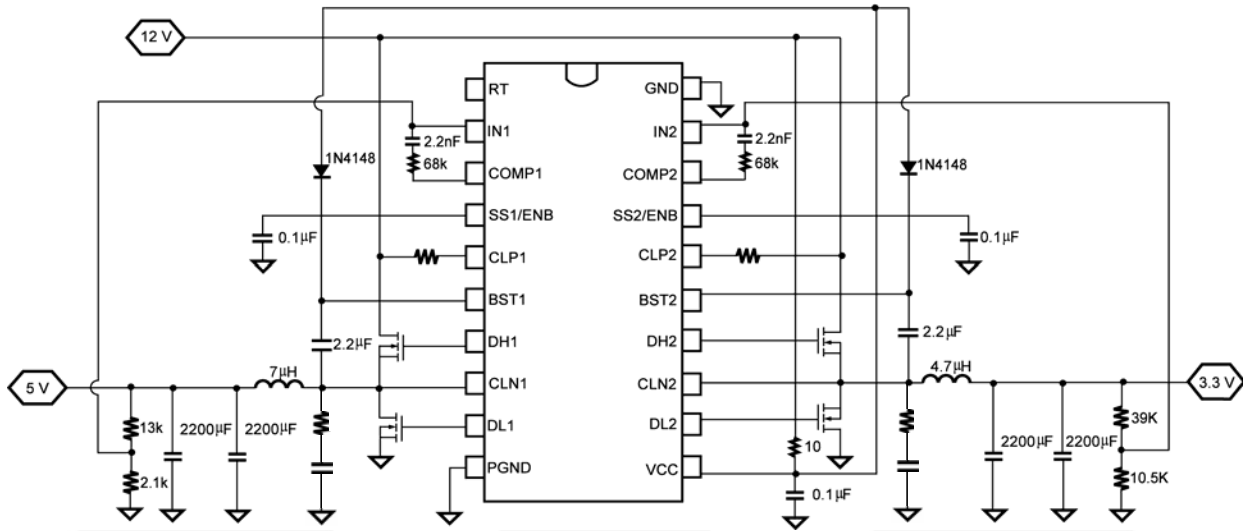 12 V
RT
GND
IN1
IN2
2.2nF
2.2nF
1N4148
68k
68k
1N4148
COMP1
COMP2
SS1/ENB
SS2/ENB
0.1µF
0.1µF
CLP1
CLP2
BST1
BST2
2.2µF
DH1
DH2
2.2µF
7µH
4.7µH
5 V
CLN1
CLN2
3.3 V
13k
2200µF
2200µF
DL1
DL2
39K
10
2200µF
2200µF
2.1k
PGND
VCC
10.5K
0.1µF